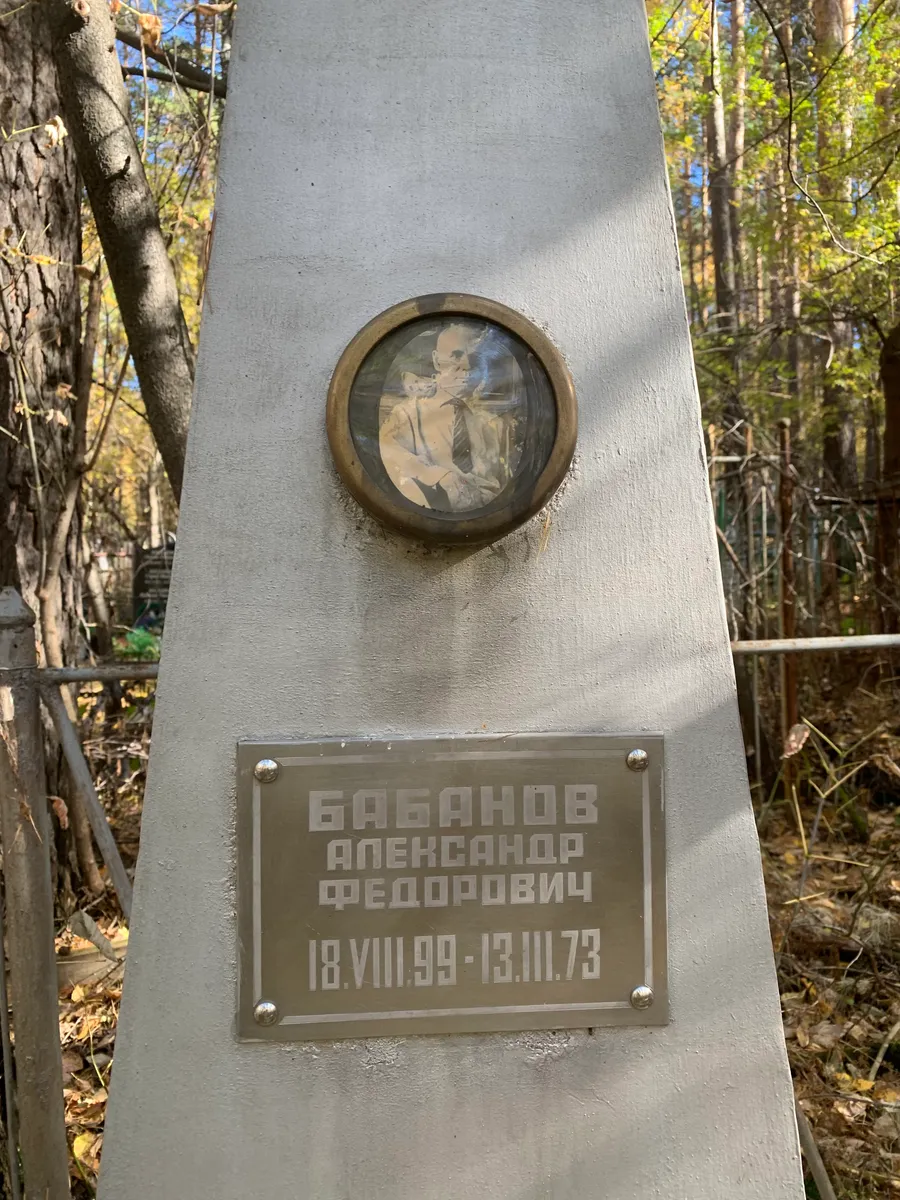 БАБАНОВ
АЛЕКСАНДР
ФЕДОРОВИЧ
18.VIII.99 - 13.III.73